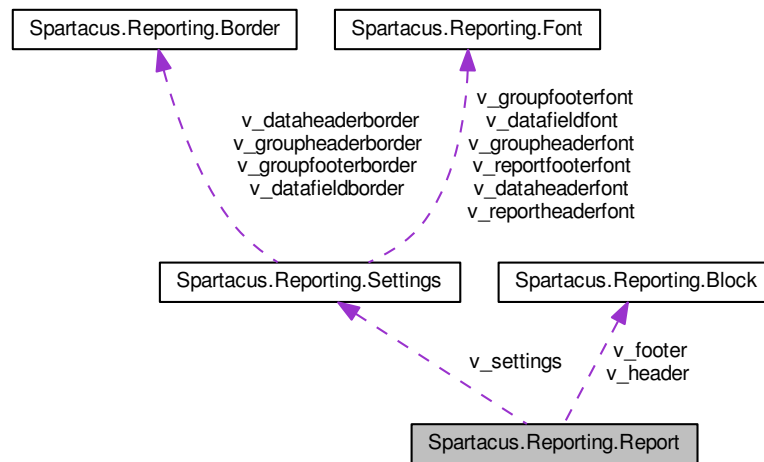 Spartacus.Reporting.Border
Spartacus.Reporting.Font
v_dataheaderborder
v_groupheaderborder
v_groupfooterborder
v_datafieldborder
v_groupfooterfont
v_datafieldfont
v_groupheaderfont
v_reportfooterfont
v_dataheaderfont
v_reportheaderfont
Spartacus.Reporting.Settings
Spartacus.Reporting.Block
v_settings
v_footer
v_header
Spartacus.Reporting.Report